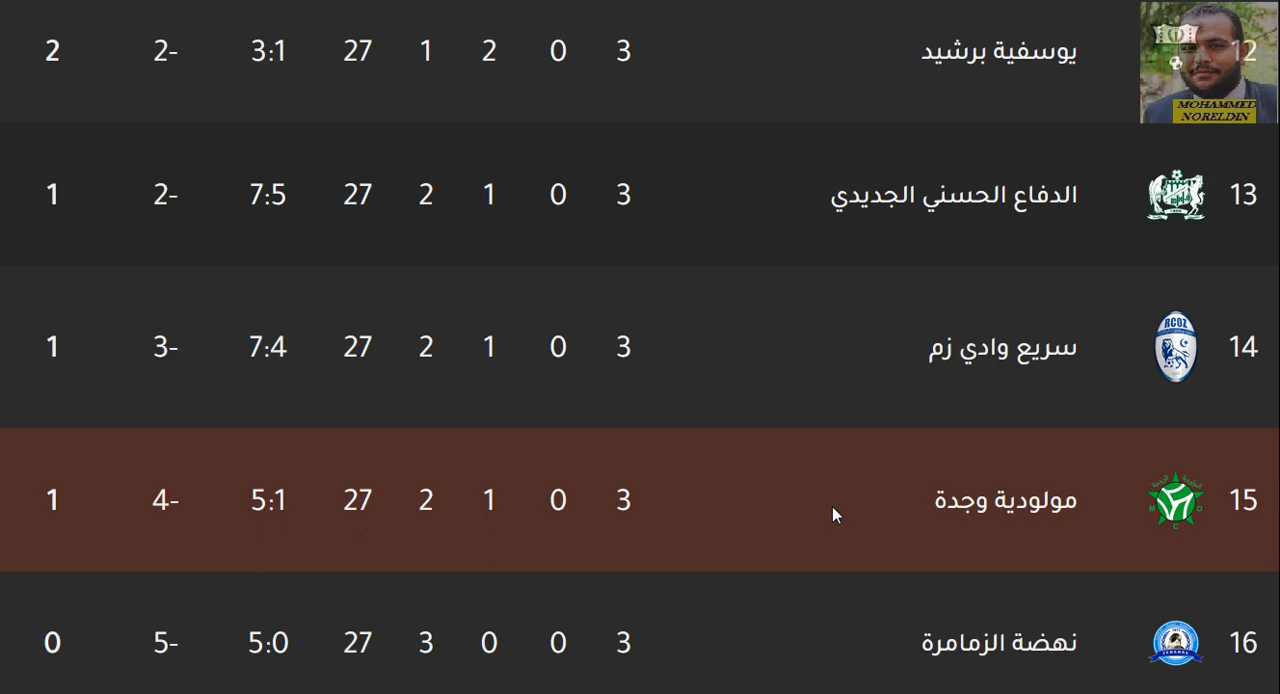 12 يوسفية برشيد 3 0 2 1 27 3:1 2- 2
MOHAMMED
NORELDIN
13 الدفاع الحسني الجديدي 3 0 1 2 27 7:5 2- 1
RCOZ
14 سريع وادي زم 3 0 1 2 27 7:4 3- 1
15 مولودية وجدة 3 0 1 2 27 5:1 4- 1
M C O
16 نهضة الزمامرة 3 0 0 3 27 5:0 5- 0
ZEMAMRA